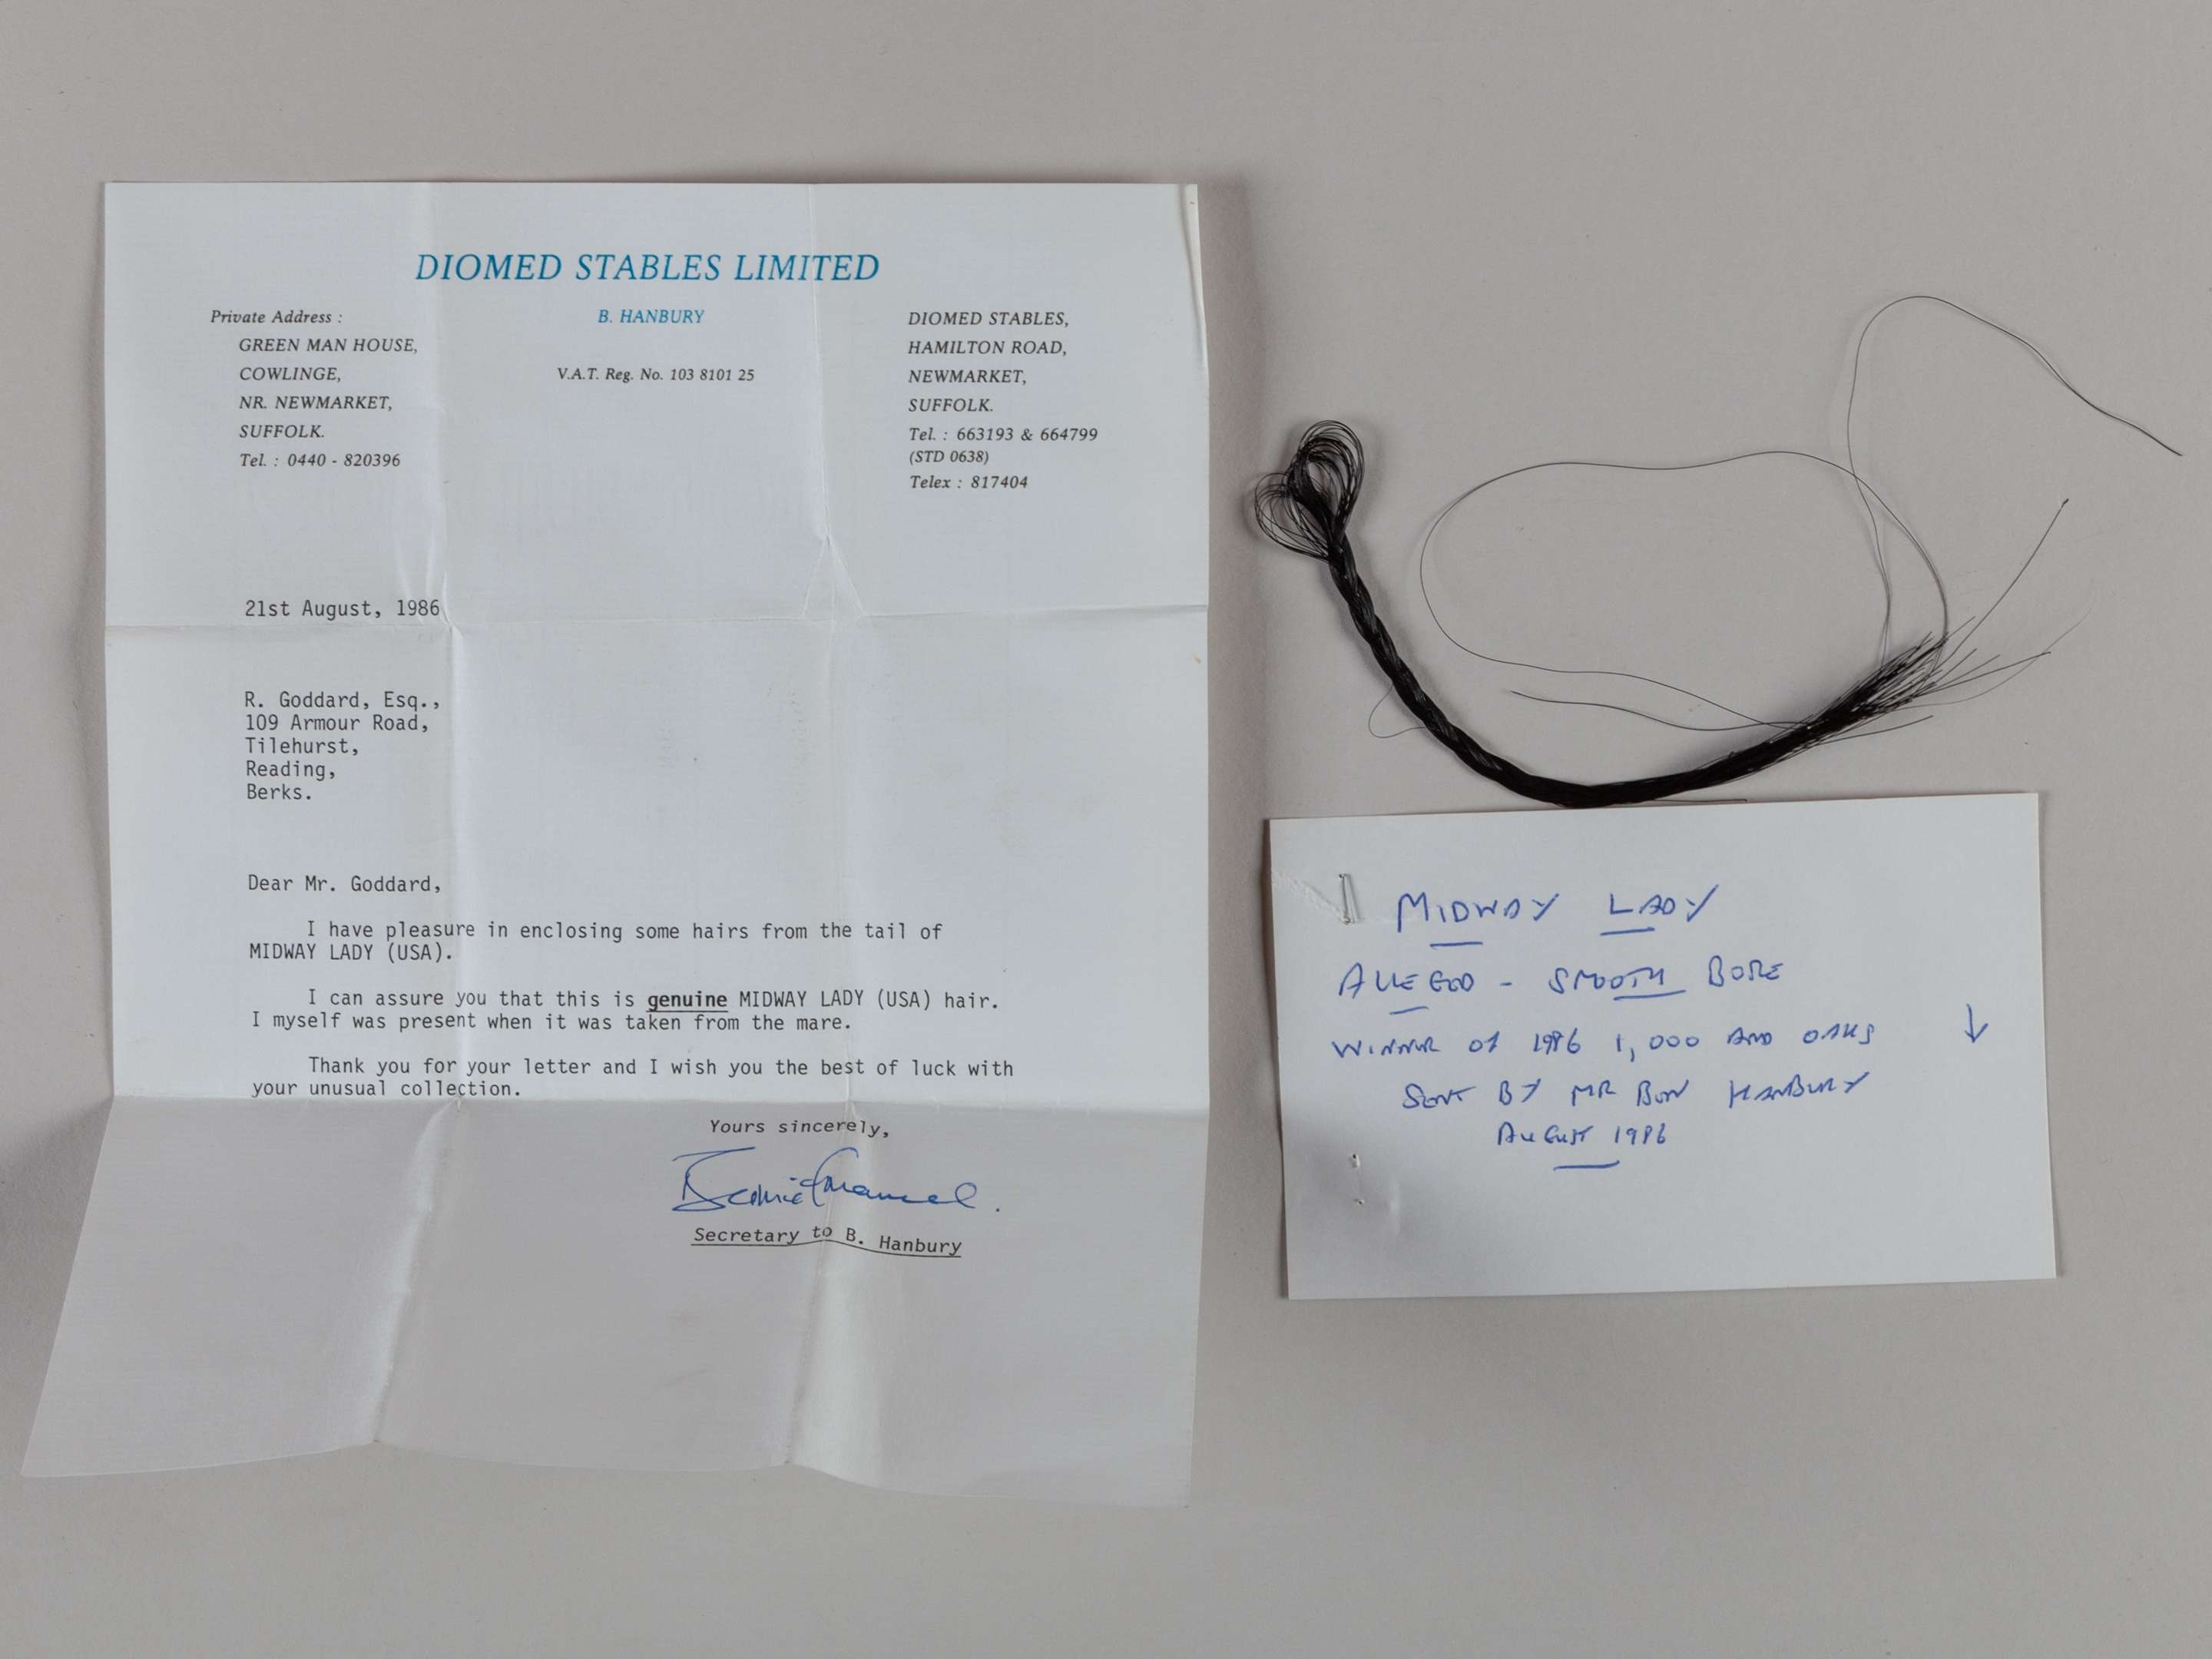 DIOMED STABLES LIMITED
Private Address :
GREEN MAN HOUSE,
COWLINGE,
NR. NEWMARKET,
SUFFOLK.
Tel. : 0440 - 820396
B. HANBURY
V.A.T. Reg. No. 103 8101 25
DIOMED STABLES,
HAMILTON ROAD,
NEWMARKET,
SUFFOLK.
Tel. : 663193 & 664799
(STD 0638)
Telex : 817404
21st August, 1986
R. Goddard, Esq.,
109 Armour Road,
Tilehurst,
Reading,
Berks.
Dear Mr. Goddard,
I have pleasure in enclosing some hairs from the tail of
MIDWAY LADY (USA).
I can assure you that this is genuine MIDWAY LADY (USA) hair.
I myself was present when it was taken from the mare.
Thank you for your letter and I wish you the best of luck with
your unusual collection.
Yours sincerely,
Secretary to B. Hanbury
MIDWAY LADY
ALLEGED - SMOOTH BORE
WINNER OF 1986 1,000 AND OAKS
SENT BY MR BEN HANBURY
AUGUST 1986